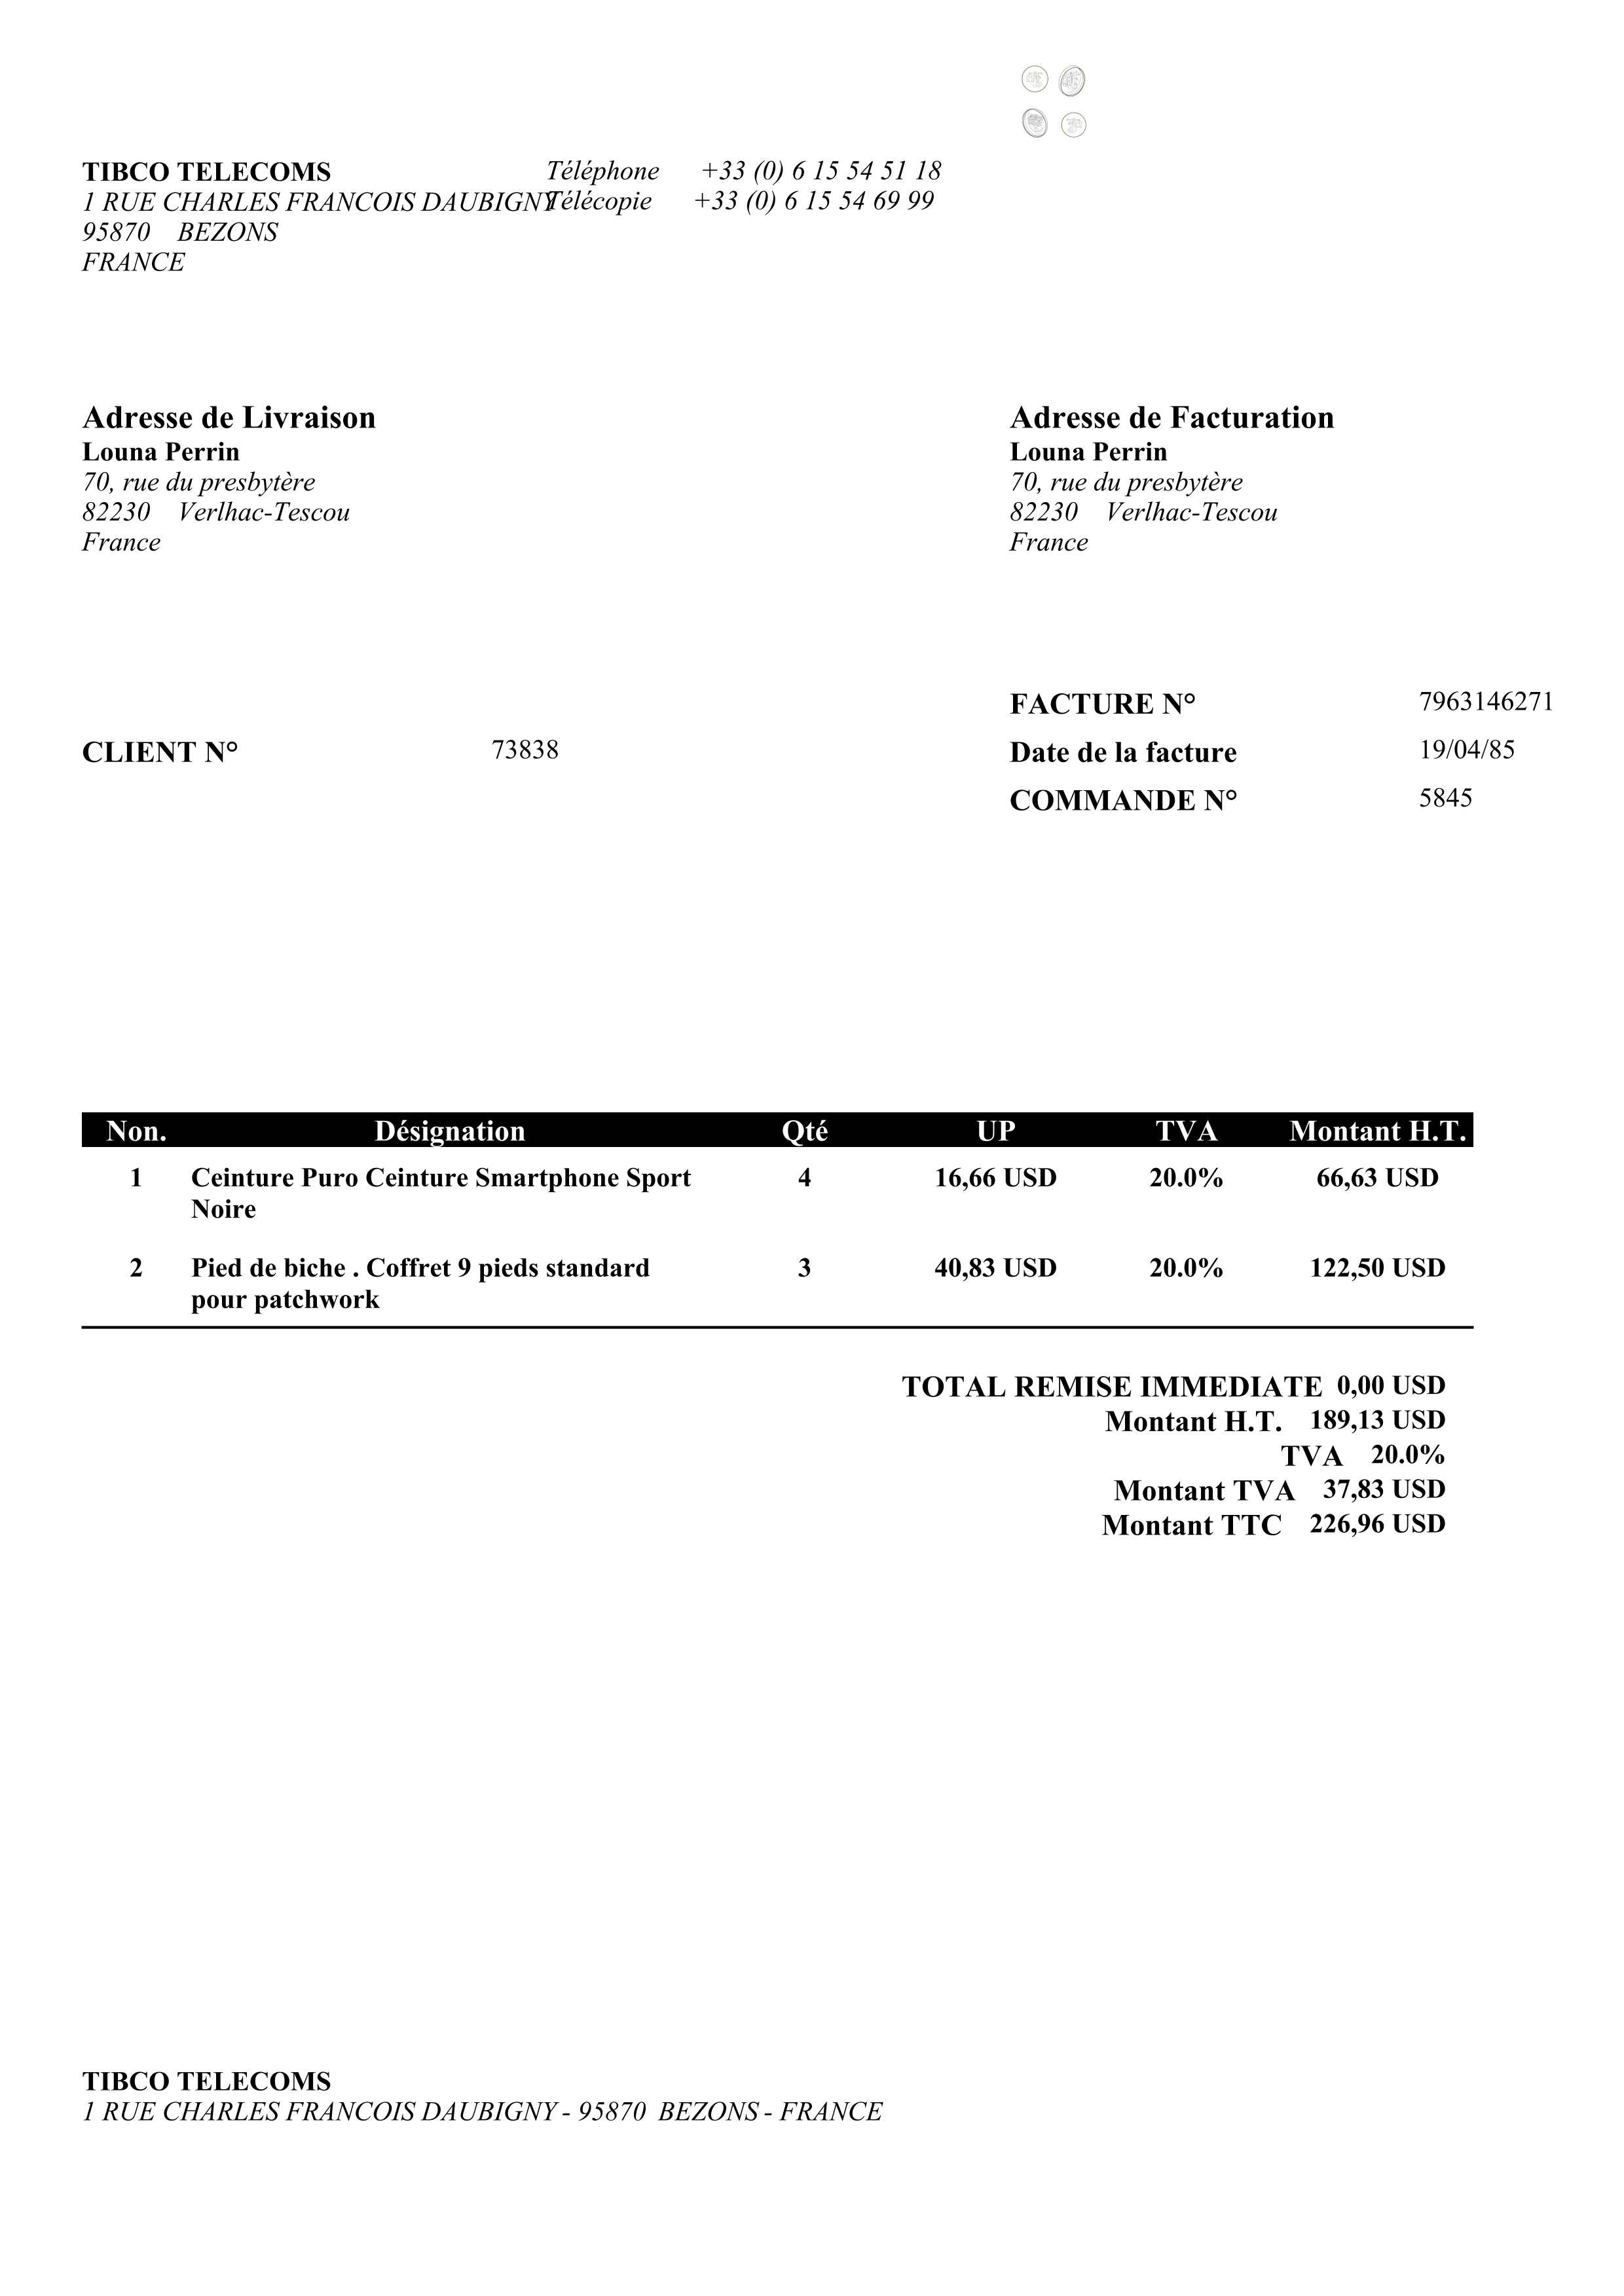 TIBCO TELECOMS
1 RUE CHARLES FRANCOIS DAUBIGNY
95870 BEZONS
FRANCE
Téléphone +33 (0) 6 15 54 51 18
Télécopie +33 (0) 6 15 54 69 99
Adresse de Livraison
Louna Perrin
70, rue du presbytère
82230 Verlhac-Tescou
France
Adresse de Facturation
Louna Perrin
70, rue du presbytère
82230 Verlhac-Tescou
France
CLIENT N° 73838
FACTURE N° 7963146271
Date de la facture 19/04/85
COMMANDE N° 5845
Non. Désignation Qté UP TVA Montant H.T.
1 Ceinture Puro Ceinture Smartphone Sport 4 16,66 USD 20.0% 66,63 USD
Noire
2 Pied de biche . Coffret 9 pieds standard 3 40,83 USD 20.0% 122,50 USD
pour patchwork
TOTAL REMISE IMMEDIATE 0,00 USD
Montant H.T. 189,13 USD
TVA 20.0%
Montant TVA 37,83 USD
Montant TTC 226,96 USD
TIBCO TELECOMS
1 RUE CHARLES FRANCOIS DAUBIGNY - 95870 BEZONS - FRANCE